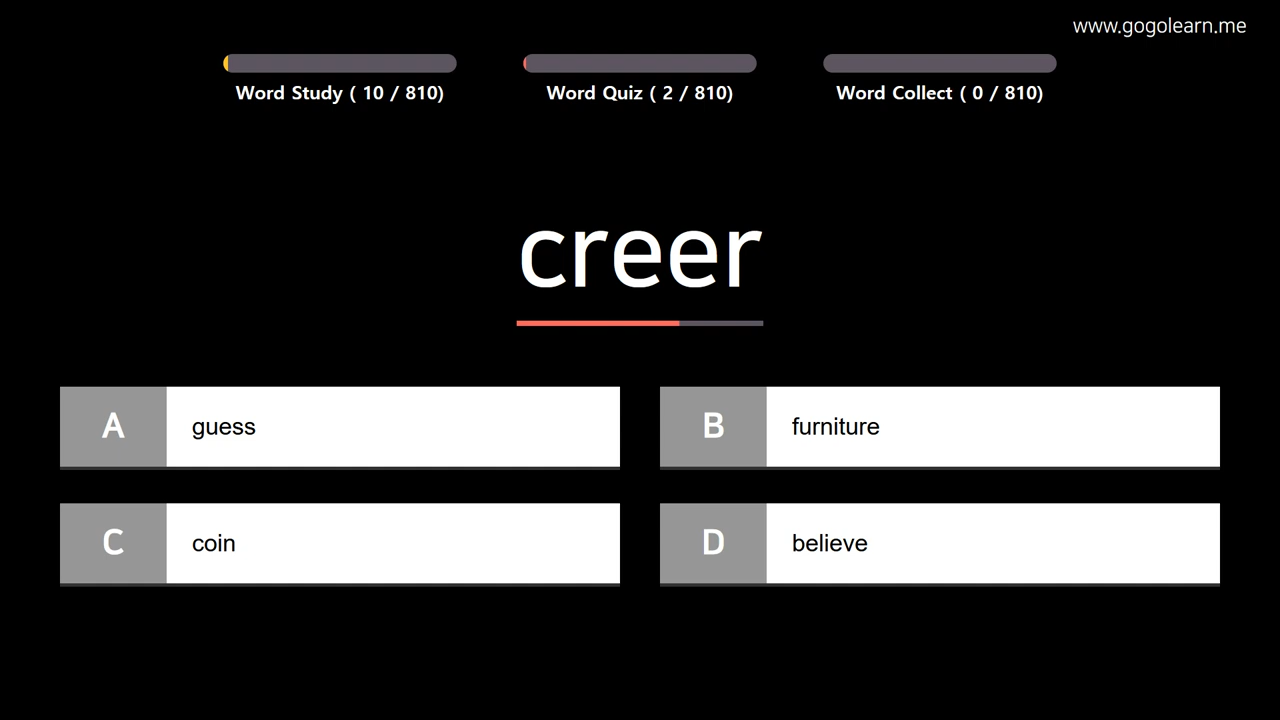 www.gogolearn.me
Word Study ( 10 / 810)
Word Quiz ( 2 / 810)
Word Collect ( 0 / 810)
creer
A guess
B furniture
C coin
D believe